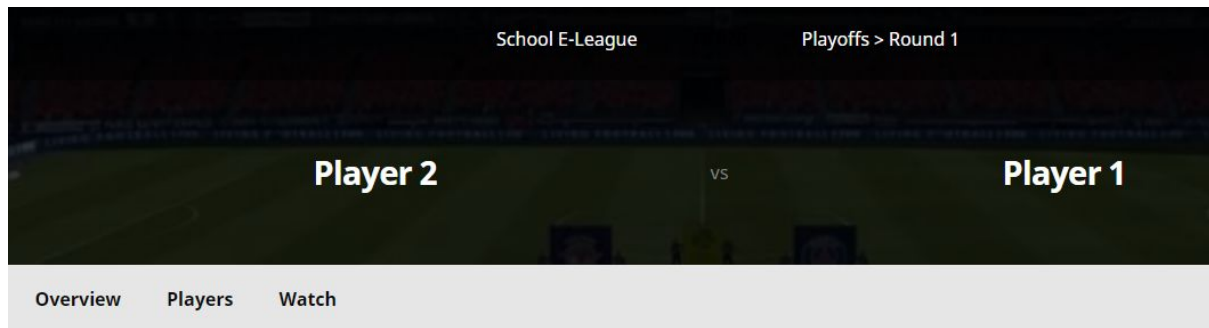 School E-League Playoffs > Round 1
Player 2 vs Player 1
Overview Players Watch